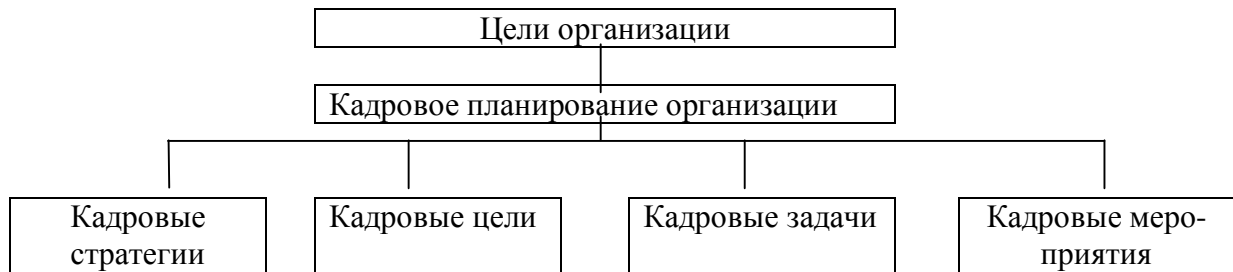 Цели организации
Кадровое планирование организации
Кадровые
стратегии
Кадровые цели
Кадровые задачи
Кадровые меро-
приятия